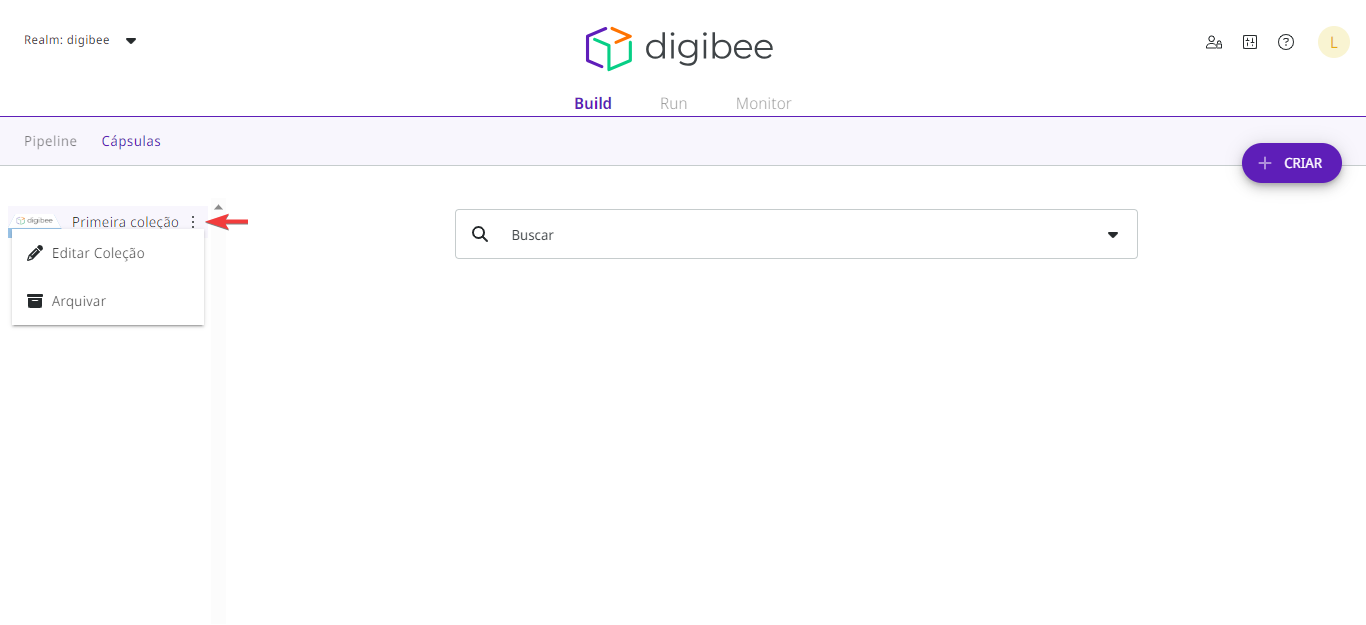 Realm: digibee
digibee
L
Build Run Monitor
Pipeline Cápsulas
CRIAR
digibee Primeira coleção
Editar Coleção
Arquivar
Buscar